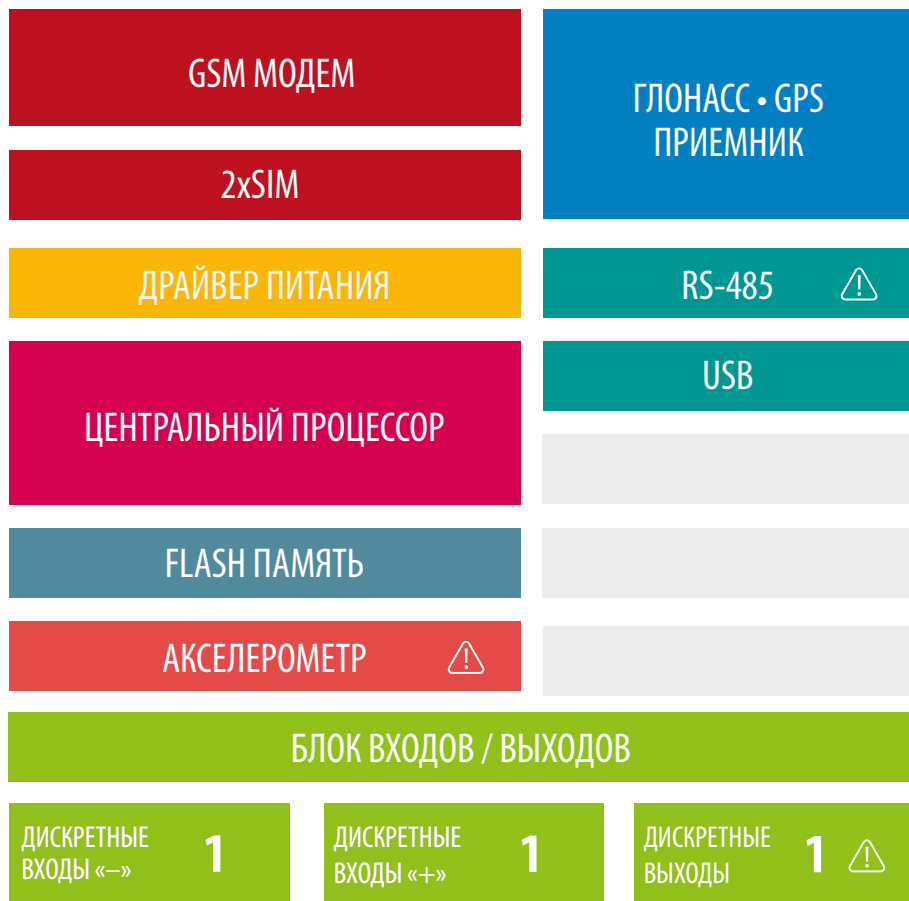 GSM МОДЕМ
2xSIM
ГЛОНАСС • GPS
ПРИЕМНИК
ДРАЙВЕР ПИТАНИЯ
RS-485
ЦЕНТРАЛЬНЫЙ ПРОЦЕССОР
USB
FLASH ПАМЯТЬ
АКСЕЛЕРОМЕТР
БЛОК ВХОДОВ / ВЫХОДОВ
ДИСКРЕТНЫЕ
ВХОДЫ «–»
1
ДИСКРЕТНЫЕ
ВХОДЫ «+»
1
ДИСКРЕТНЫЕ
ВЫХОДЫ
1